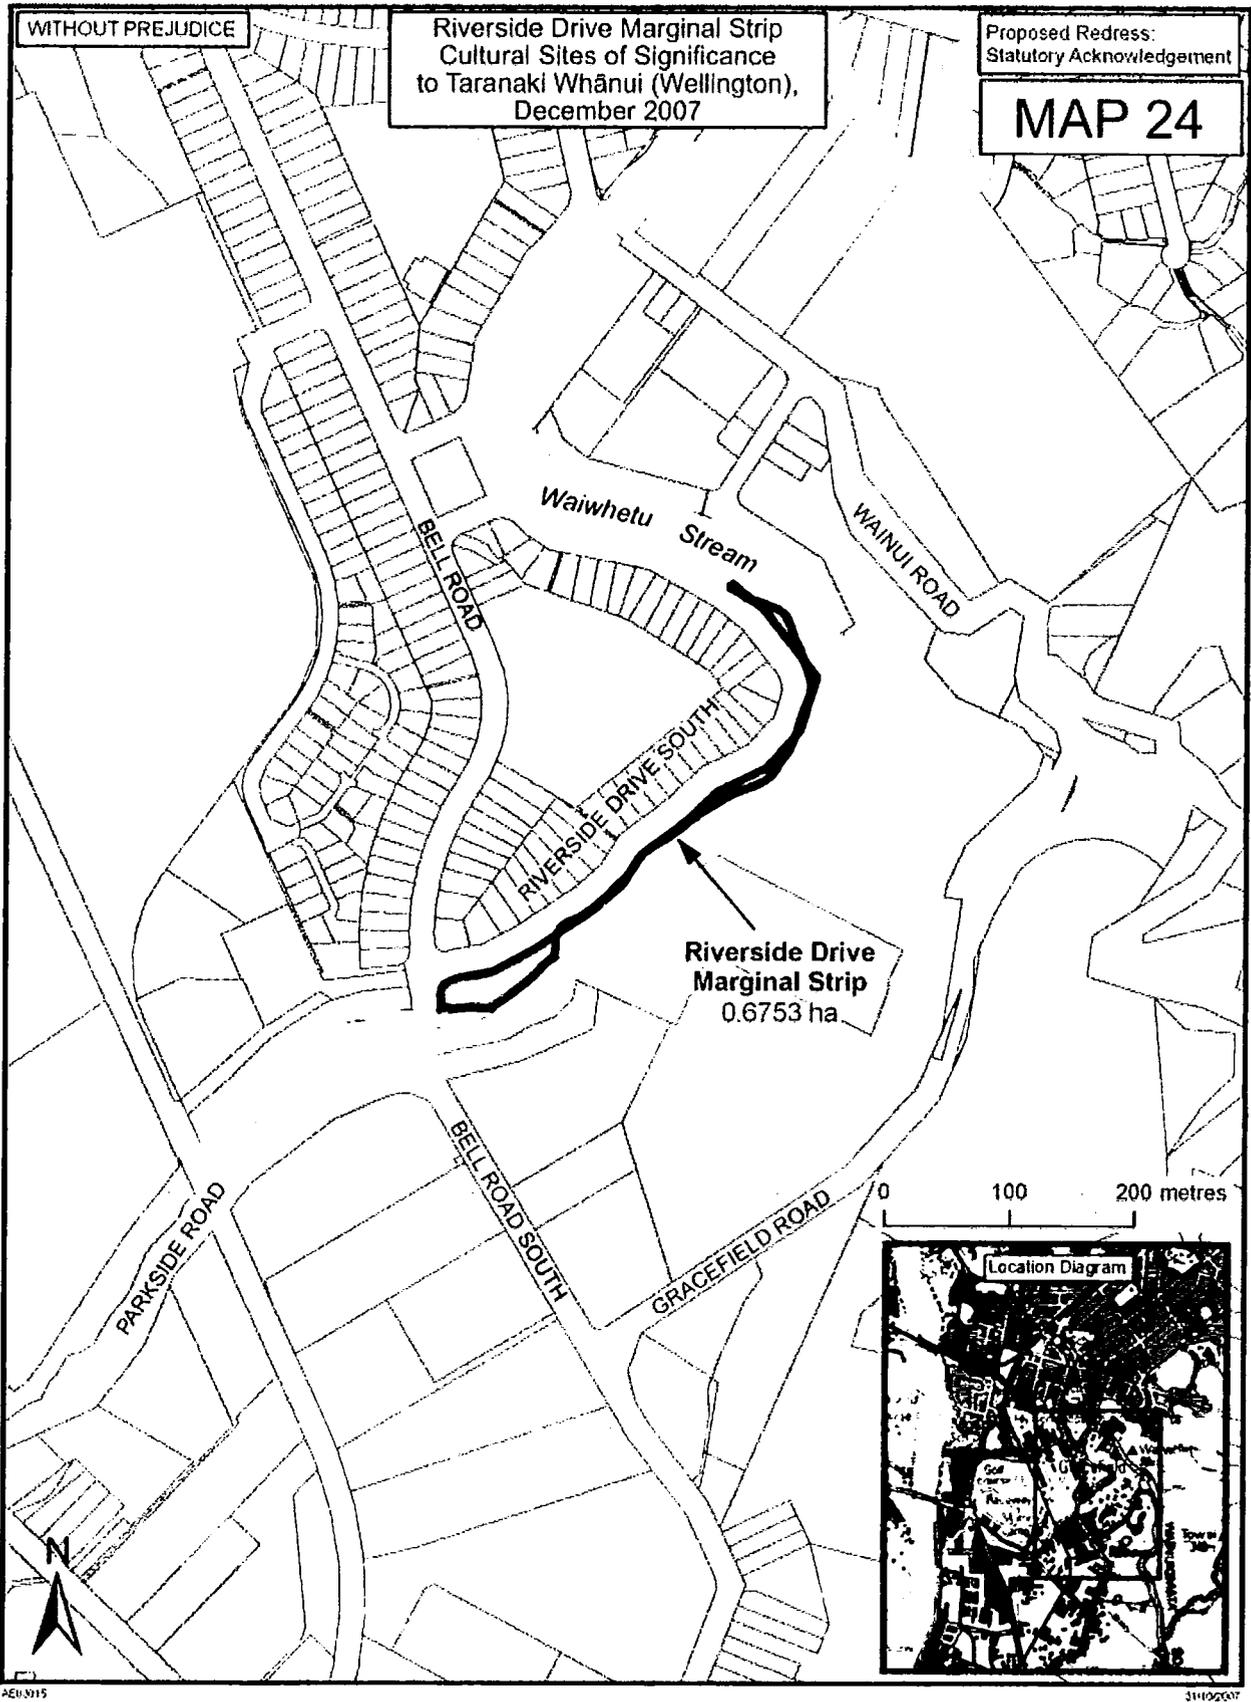 WITHOUT PREJUDICE
Riverside Drive Marginal Strip
Cultural Sites of Significance
to Taranaki Whānui (Wellington),
December 2007
Proposed Redress:
Statutory Acknowledgement
MAP 24
Waiwhetu Stream
WAINUI ROAD
BELL ROAD
RIVERSIDE DRIVE SOUTH
Riverside Drive
Marginal Strip
0.6753 ha
BELL ROAD SOUTH
PARKSIDE ROAD
GRACEFIELD ROAD
0 100 200 metres
Location Diagram
Golf
N